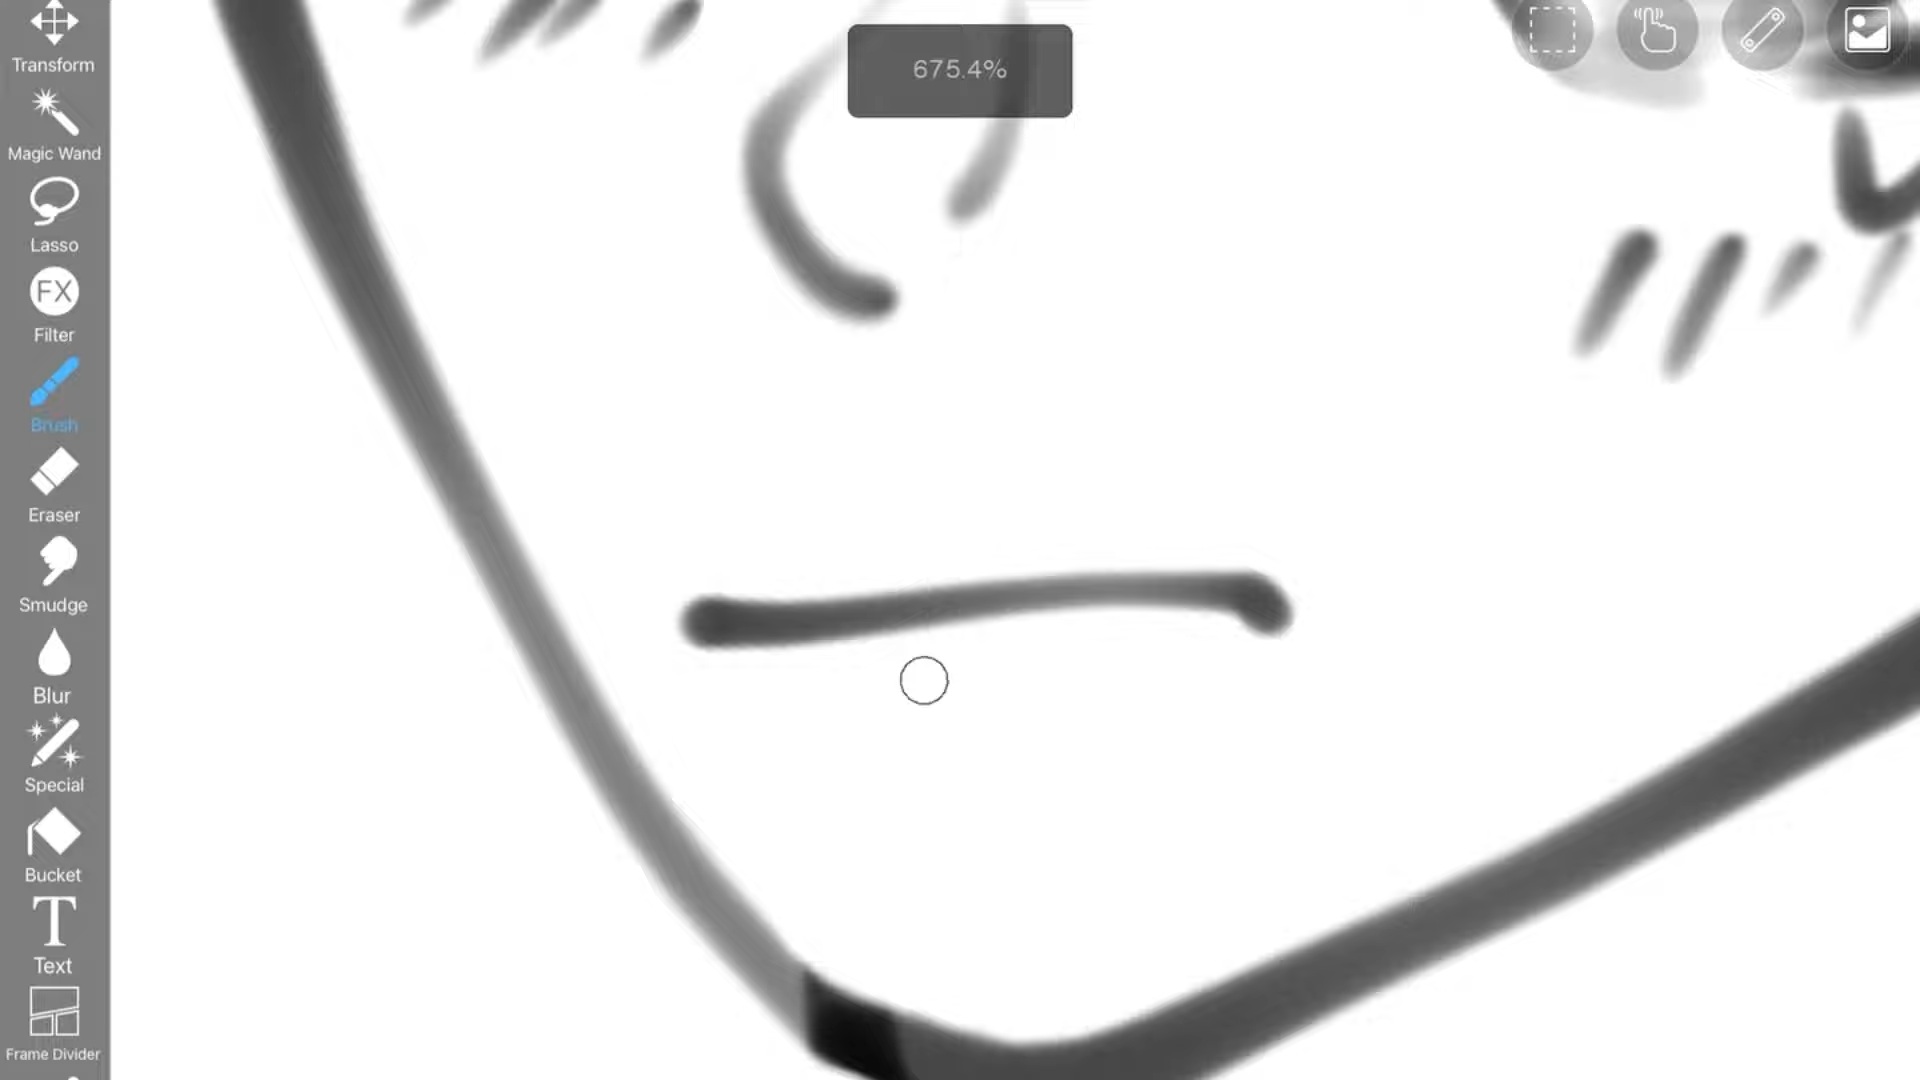 Transform
675.4%
Magic Wand
Lasso
FX
Filter
Brush
Eraser
Smudge
Blur
Special
Bucket
T
Text
Frame Divider